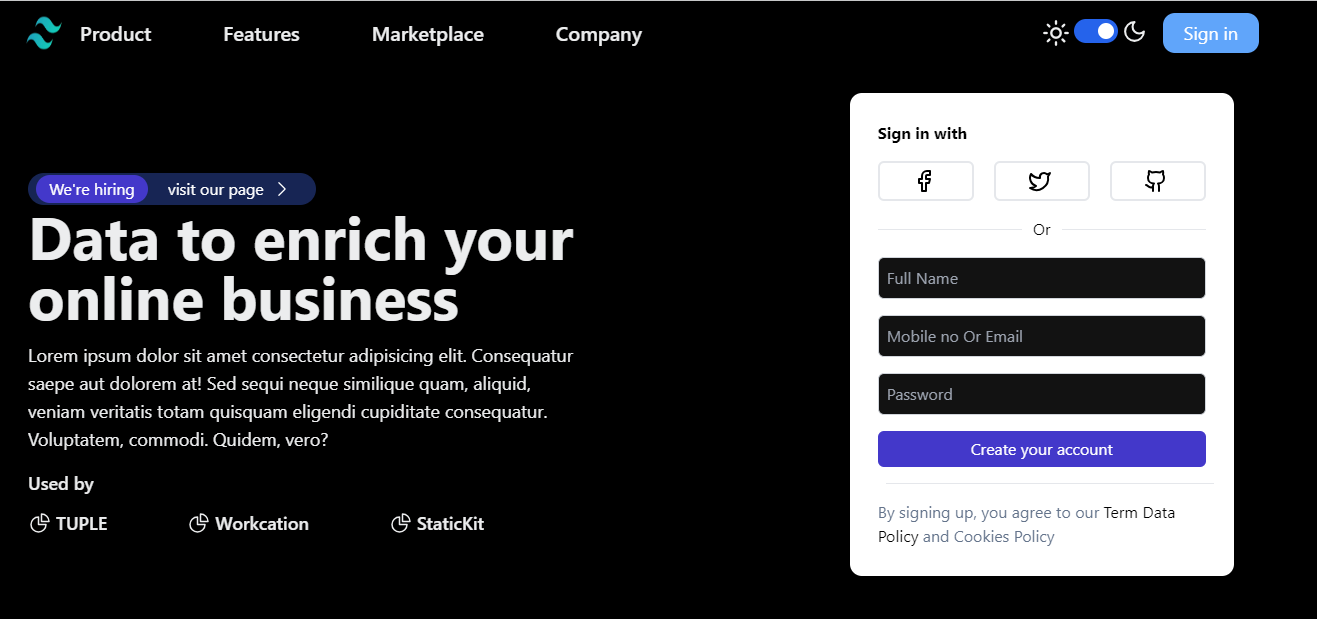 Product Features Marketplace Company Sign in
We're hiring visit our page
Data to enrich your
online business
Lorem ipsum dolor sit amet consectetur adipisicing elit. Consequatur
saepe aut dolorem at! Sed sequi neque similique quam, aliquid,
veniam veritatis totam quisquam eligendi cupiditate consequatur.
Voluptatem, commodi. Quidem, vero?
Used by
TUPLE Workcation StaticKit
Sign in with
Or
Full Name
Mobile no Or Email
Password
Create your account
By signing up, you agree to our Term Data
Policy and Cookies Policy